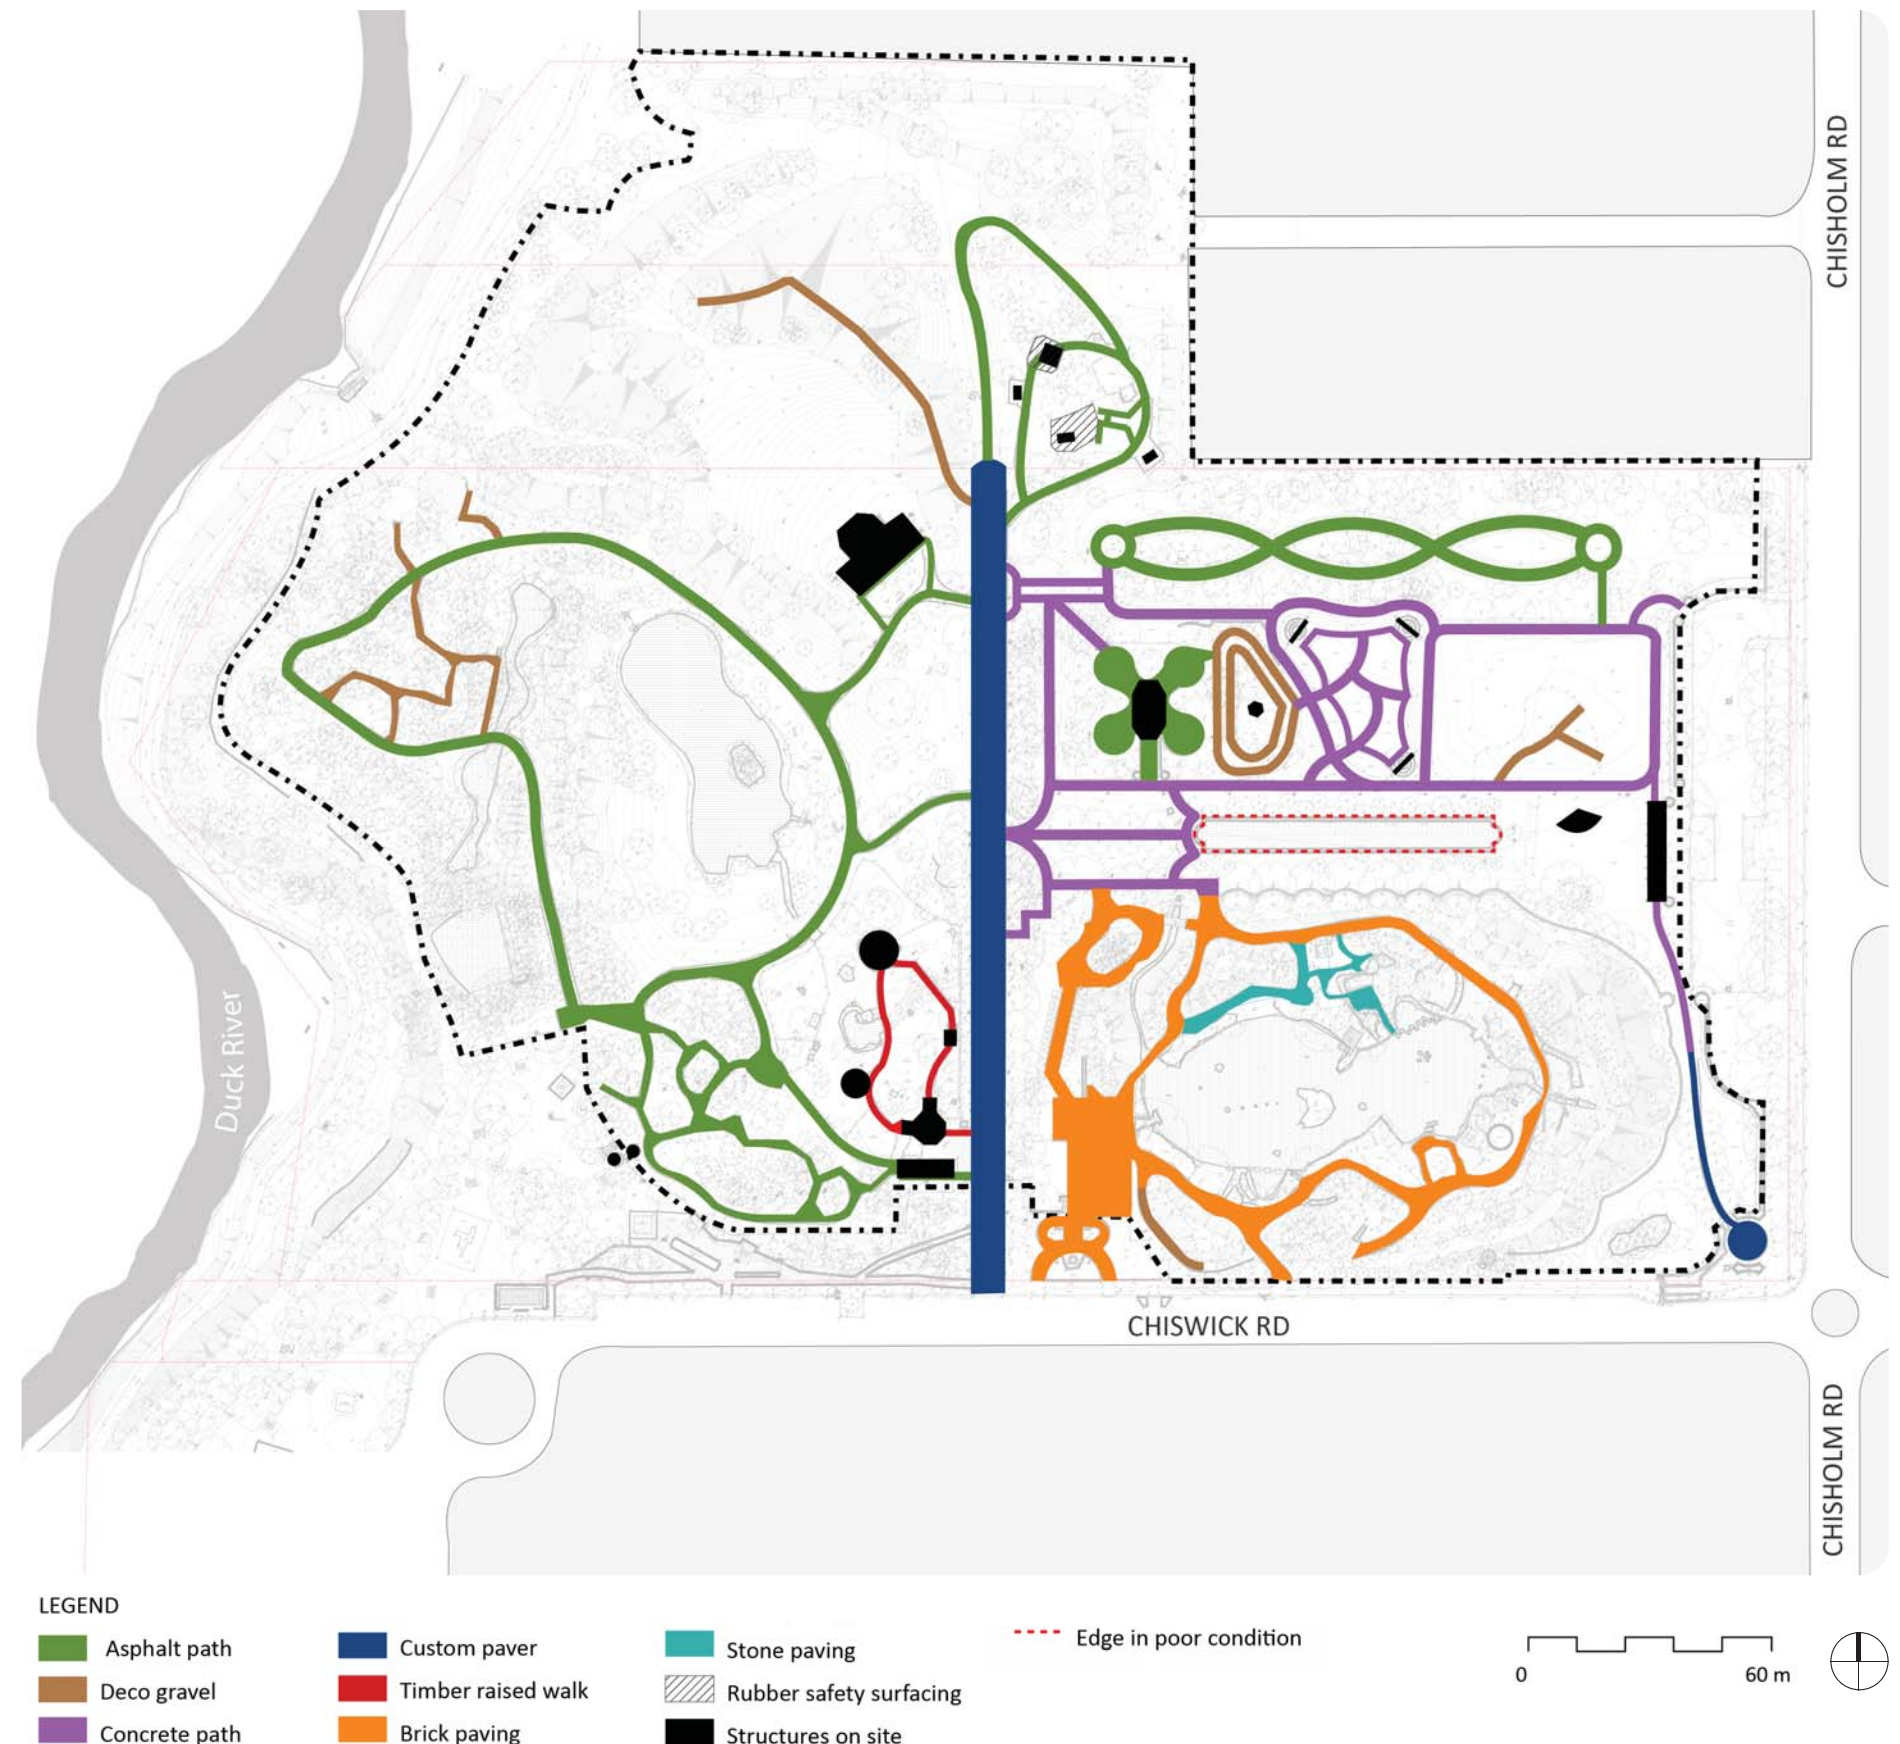 CHISHOLM RD
Duck River
CHISWICK RD
CHISHOLM RD
LEGEND
Asphalt path
Deco gravel
Concrete path
Custom paver
Timber raised walk
Brick paving
Stone paving
Rubber safety surfacing
Structures on site
Edge in poor condition
0 60 m